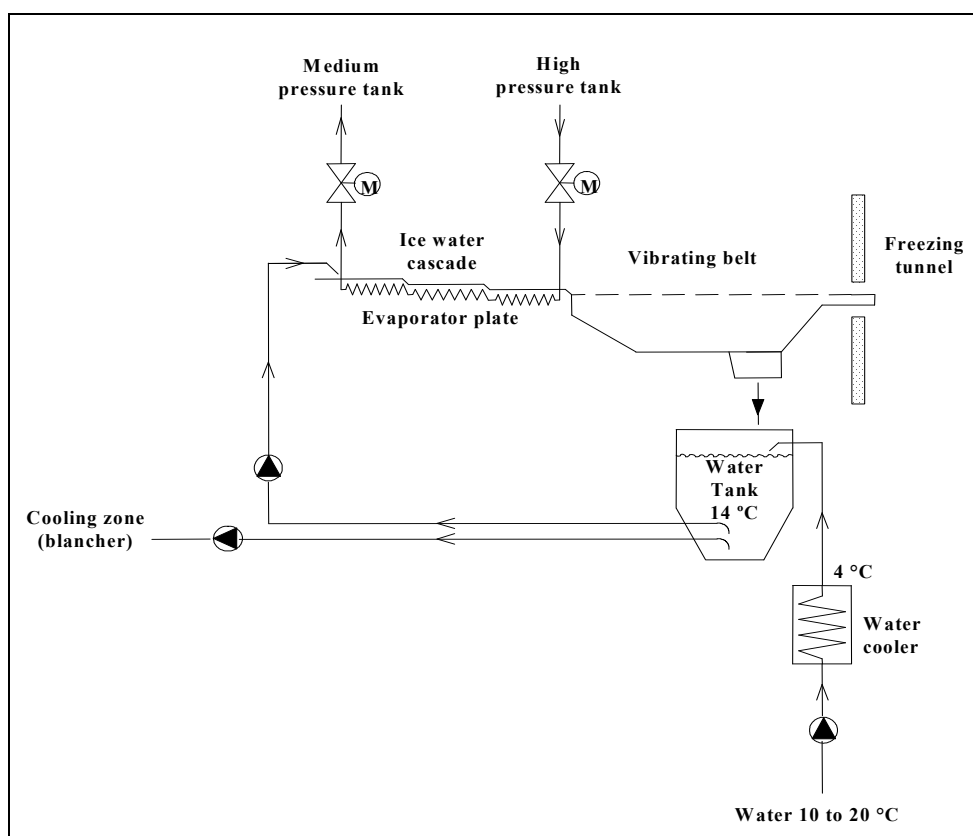 Medium
pressure tank
High
pressure tank
M
M
Ice water
cascade
Vibrating belt
Freezing
tunnel
Evaporator plate
Water
Tank
14 ºC
Cooling zone
(blancher)
4 °C
Water
cooler
Water 10 to 20 °C